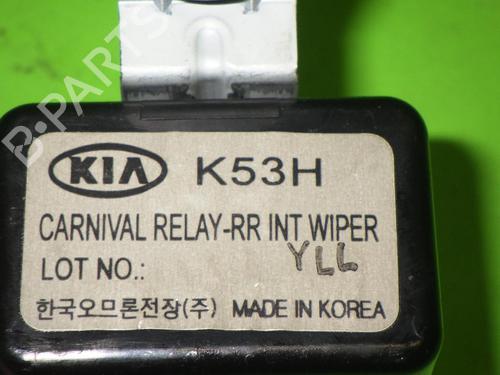 KIA K53H
CARNIVAL RELAY-RR INT WIPER
LOT NO.: YLL
한국오므론전장(주) MADE IN KOREA
B-PARTS